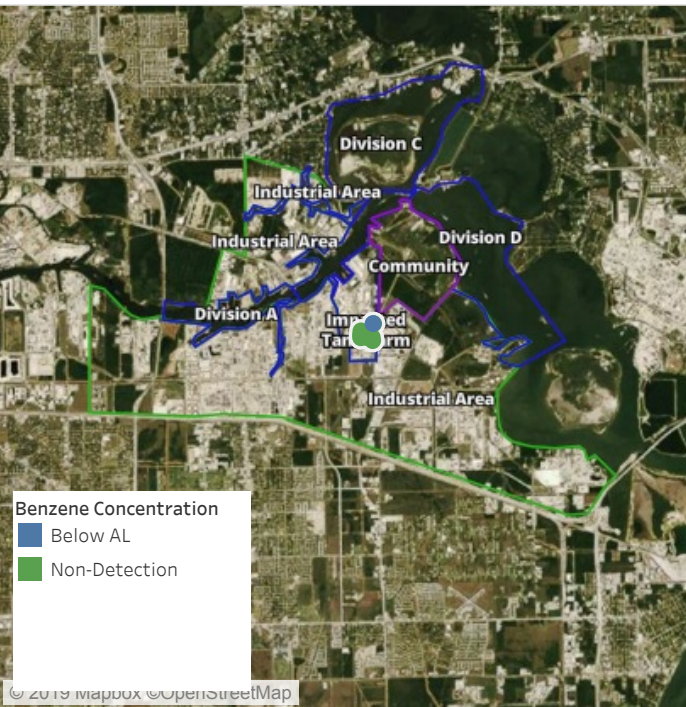 Division C
Industrial Area
Industrial Area
Division D
Community
Division A
Industrial Area
Benzene Concentration
Below AL
Non-Detection
© 2019 Mapbox ©OpenStreetMap